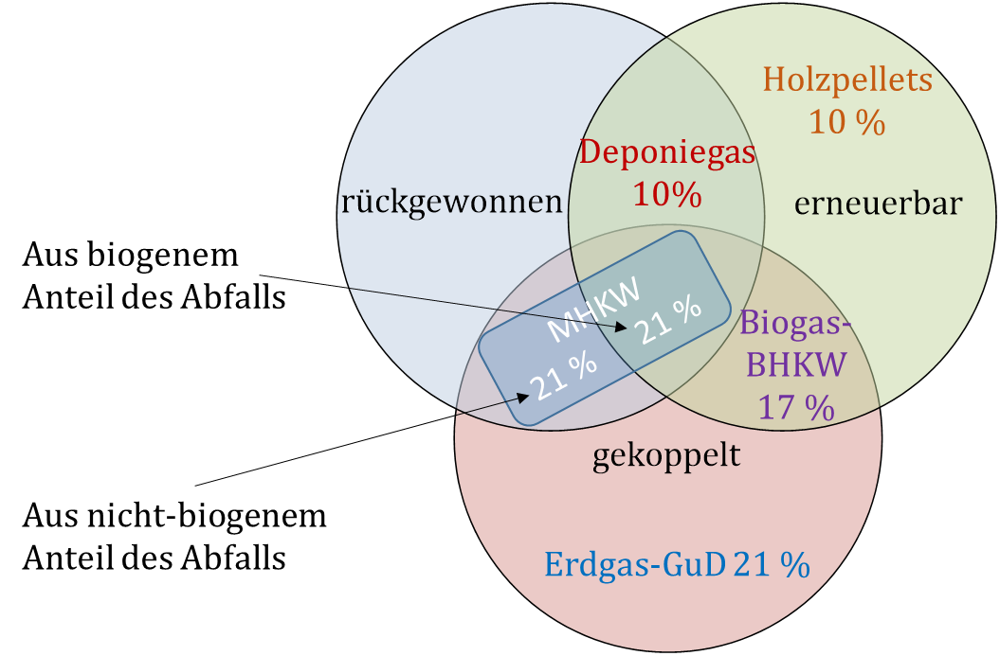 Holzpellets
10 %
Deponiegas
10%
rückgewonnen
erneuerbar
Aus biogenem
Anteil des Abfalls
MHKW
21 %
21 %
Biogas-
BHKW
17 %
gekoppelt
Aus nicht-biogenem
Anteil des Abfalls
Erdgas-GuD 21 %